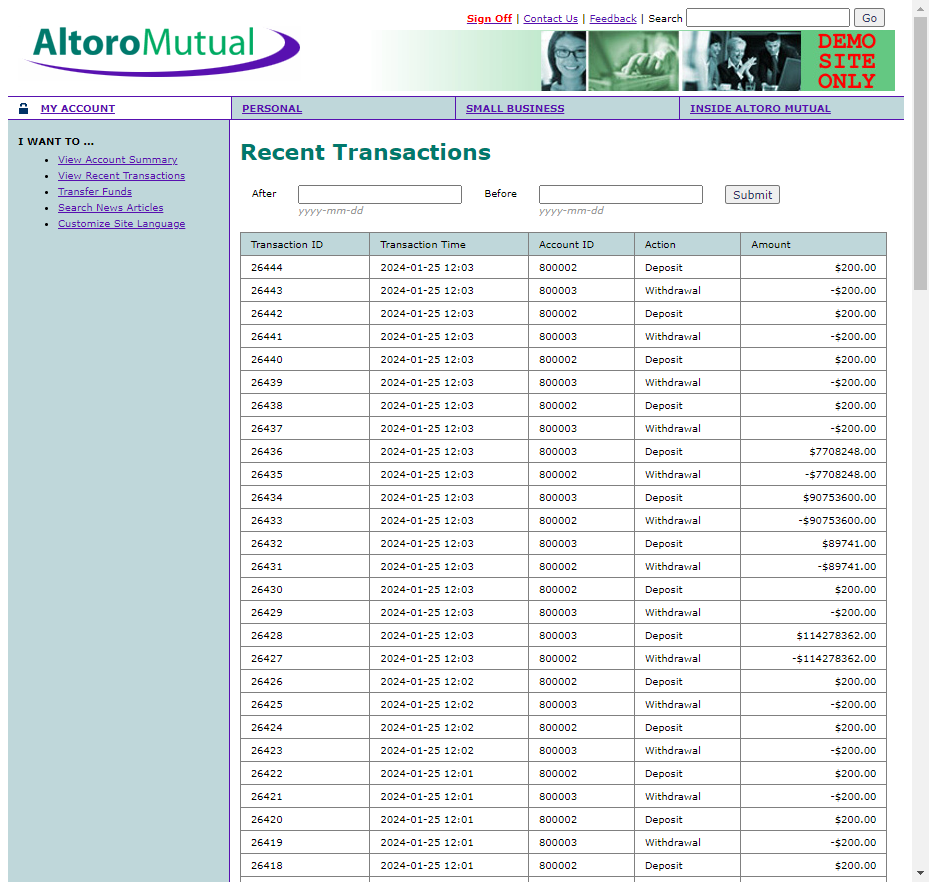 Sign Off | Contact Us | Feedback | Search Go
AltoroMutual
DEMO
SITE
ONLY
MY ACCOUNT PERSONAL SMALL BUSINESS INSIDE ALTORO MUTUAL
I WANT TO ...
• View Account Summary
• View Recent Transactions
• Transfer Funds
• Search News Articles
• Customize Site Language
Recent Transactions
After Before Submit
yyyy-mm-dd yyyy-mm-dd
Transaction ID Transaction Time Account ID Action Amount
26444 2024-01-25 12:03 800002 Deposit $200.00
26443 2024-01-25 12:03 800003 Withdrawal -$200.00
26442 2024-01-25 12:03 800002 Deposit $200.00
26441 2024-01-25 12:03 800003 Withdrawal -$200.00
26440 2024-01-25 12:03 800002 Deposit $200.00
26439 2024-01-25 12:03 800003 Withdrawal -$200.00
26438 2024-01-25 12:03 800002 Deposit $200.00
26437 2024-01-25 12:03 800003 Withdrawal -$200.00
26436 2024-01-25 12:03 800003 Deposit $7708248.00
26435 2024-01-25 12:03 800002 Withdrawal -$7708248.00
26434 2024-01-25 12:03 800003 Deposit $90753600.00
26433 2024-01-25 12:03 800002 Withdrawal -$90753600.00
26432 2024-01-25 12:03 800003 Deposit $89741.00
26431 2024-01-25 12:03 800002 Withdrawal -$89741.00
26430 2024-01-25 12:03 800002 Deposit $200.00
26429 2024-01-25 12:03 800003 Withdrawal -$200.00
26428 2024-01-25 12:03 800003 Deposit $114278362.00
26427 2024-01-25 12:03 800002 Withdrawal -$114278362.00
26426 2024-01-25 12:02 800002 Deposit $200.00
26425 2024-01-25 12:02 800003 Withdrawal -$200.00
26424 2024-01-25 12:02 800002 Deposit $200.00
26423 2024-01-25 12:02 800003 Withdrawal -$200.00
26422 2024-01-25 12:01 800002 Deposit $200.00
26421 2024-01-25 12:01 800003 Withdrawal -$200.00
26420 2024-01-25 12:01 800002 Deposit $200.00
26419 2024-01-25 12:01 800003 Withdrawal -$200.00
26418 2024-01-25 12:01 800002 Deposit $200.00